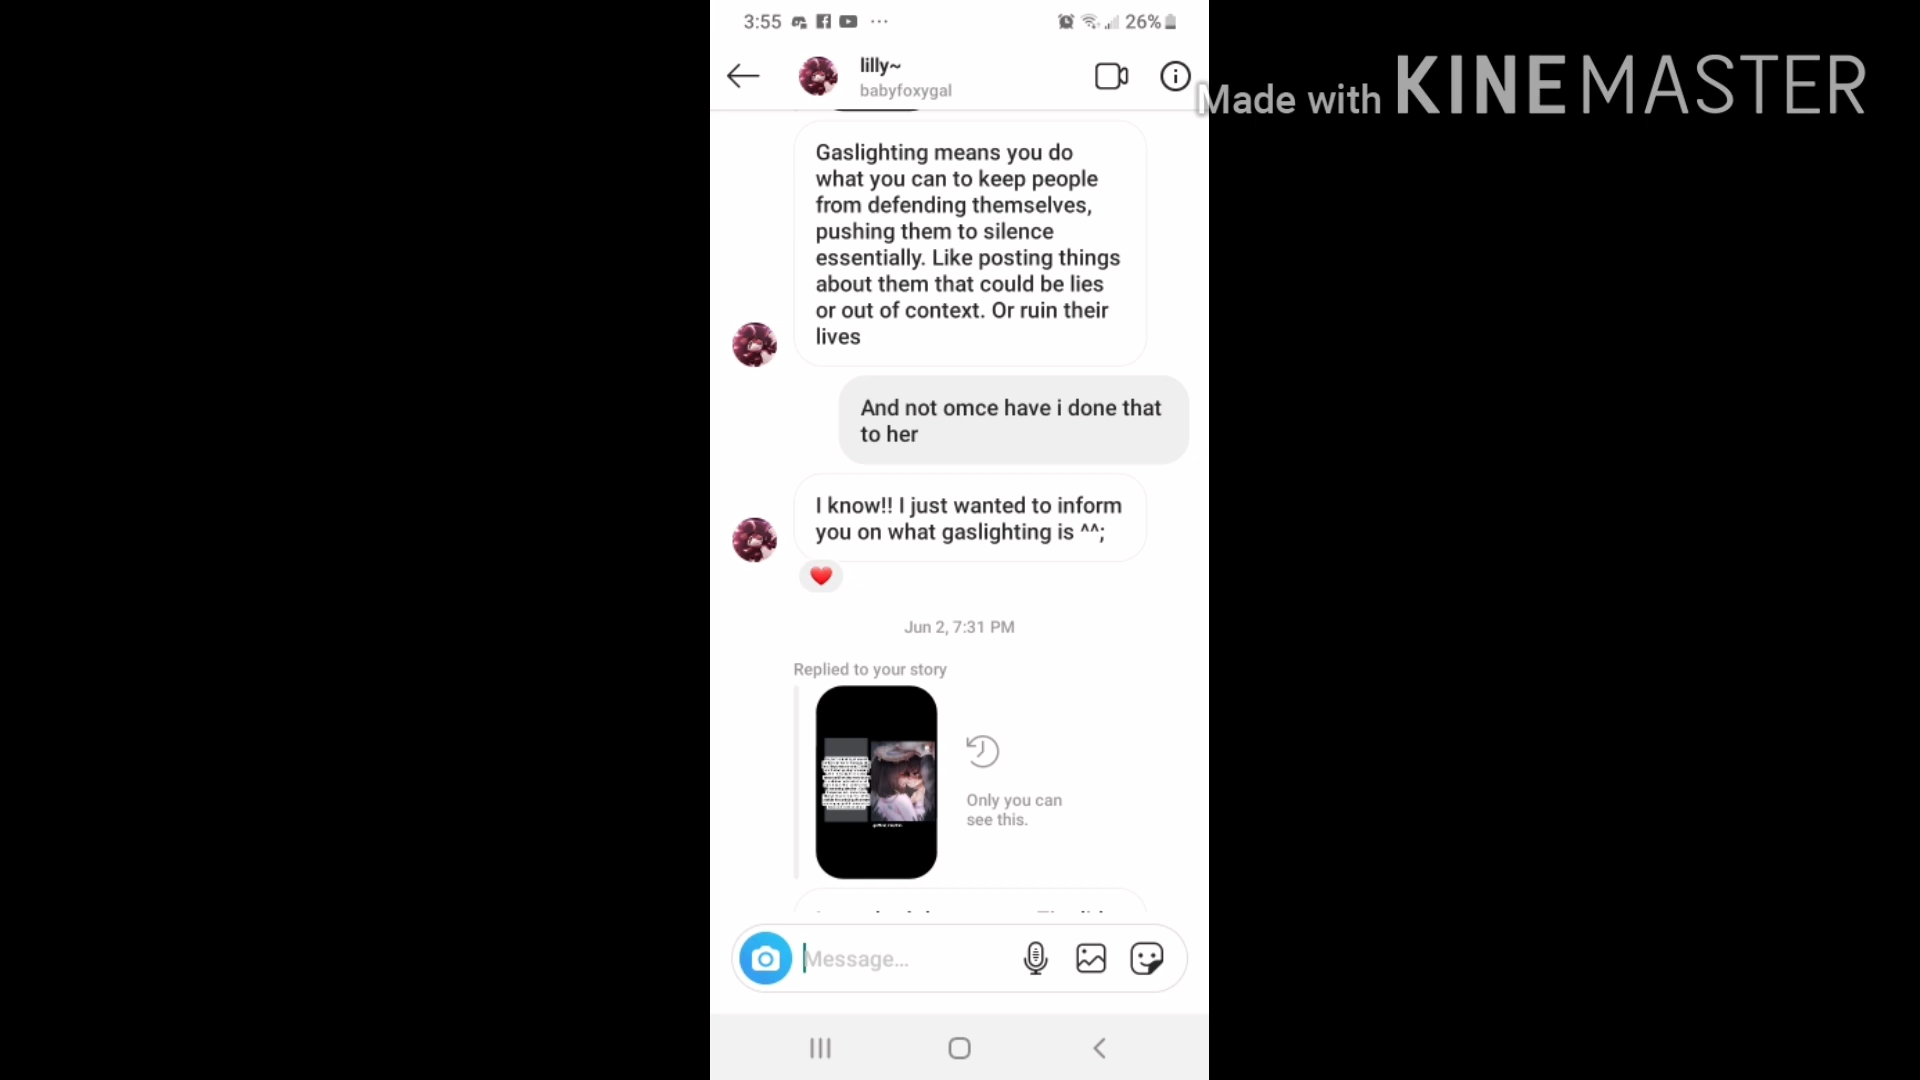 3:55
26%
lilly~
babyfoxygal
Made with KINEMASTER
Gaslighting means you do
what you can to keep people
from defending themselves,
pushing them to silence
essentially. Like posting things
about them that could be lies
or out of context. Or ruin their
lives
And not omce have i done that
to her
I know!! I just wanted to inform
you on what gaslighting is ^^;
Jun 2, 7:31 PM
Replied to your story
Only you can
see this.
Message...